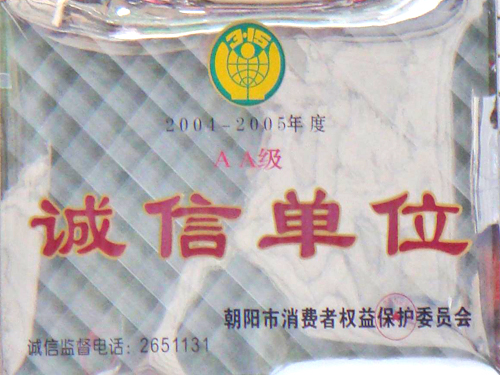 3·15
2004-2005年度
AA级
诚信单位
朝阳市消费者权益保护委员会
诚信监督电话：2651131